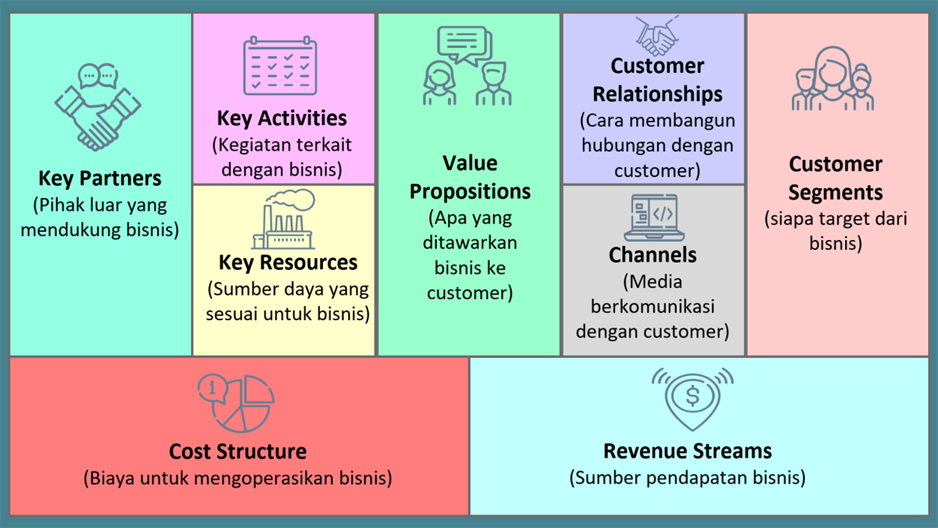 Key Partners
(Pihak luar yang
mendukung bisnis)
Key Activities
(Kegiatan terkait
dengan bisnis)
Key Resources
(Sumber daya yang
sesuai untuk bisnis)
Value
Propositions
(Apa yang
ditawarkan
bisnis ke
customer)
Customer
Relationships
(Cara membangun
hubungan dengan
customer)
Channels
(Media
berkomunikasi
dengan customer)
Customer
Segments
(siapa target dari
bisnis)
Cost Structure
(Biaya untuk mengoperasikan bisnis)
Revenue Streams
(Sumber pendapatan bisnis)